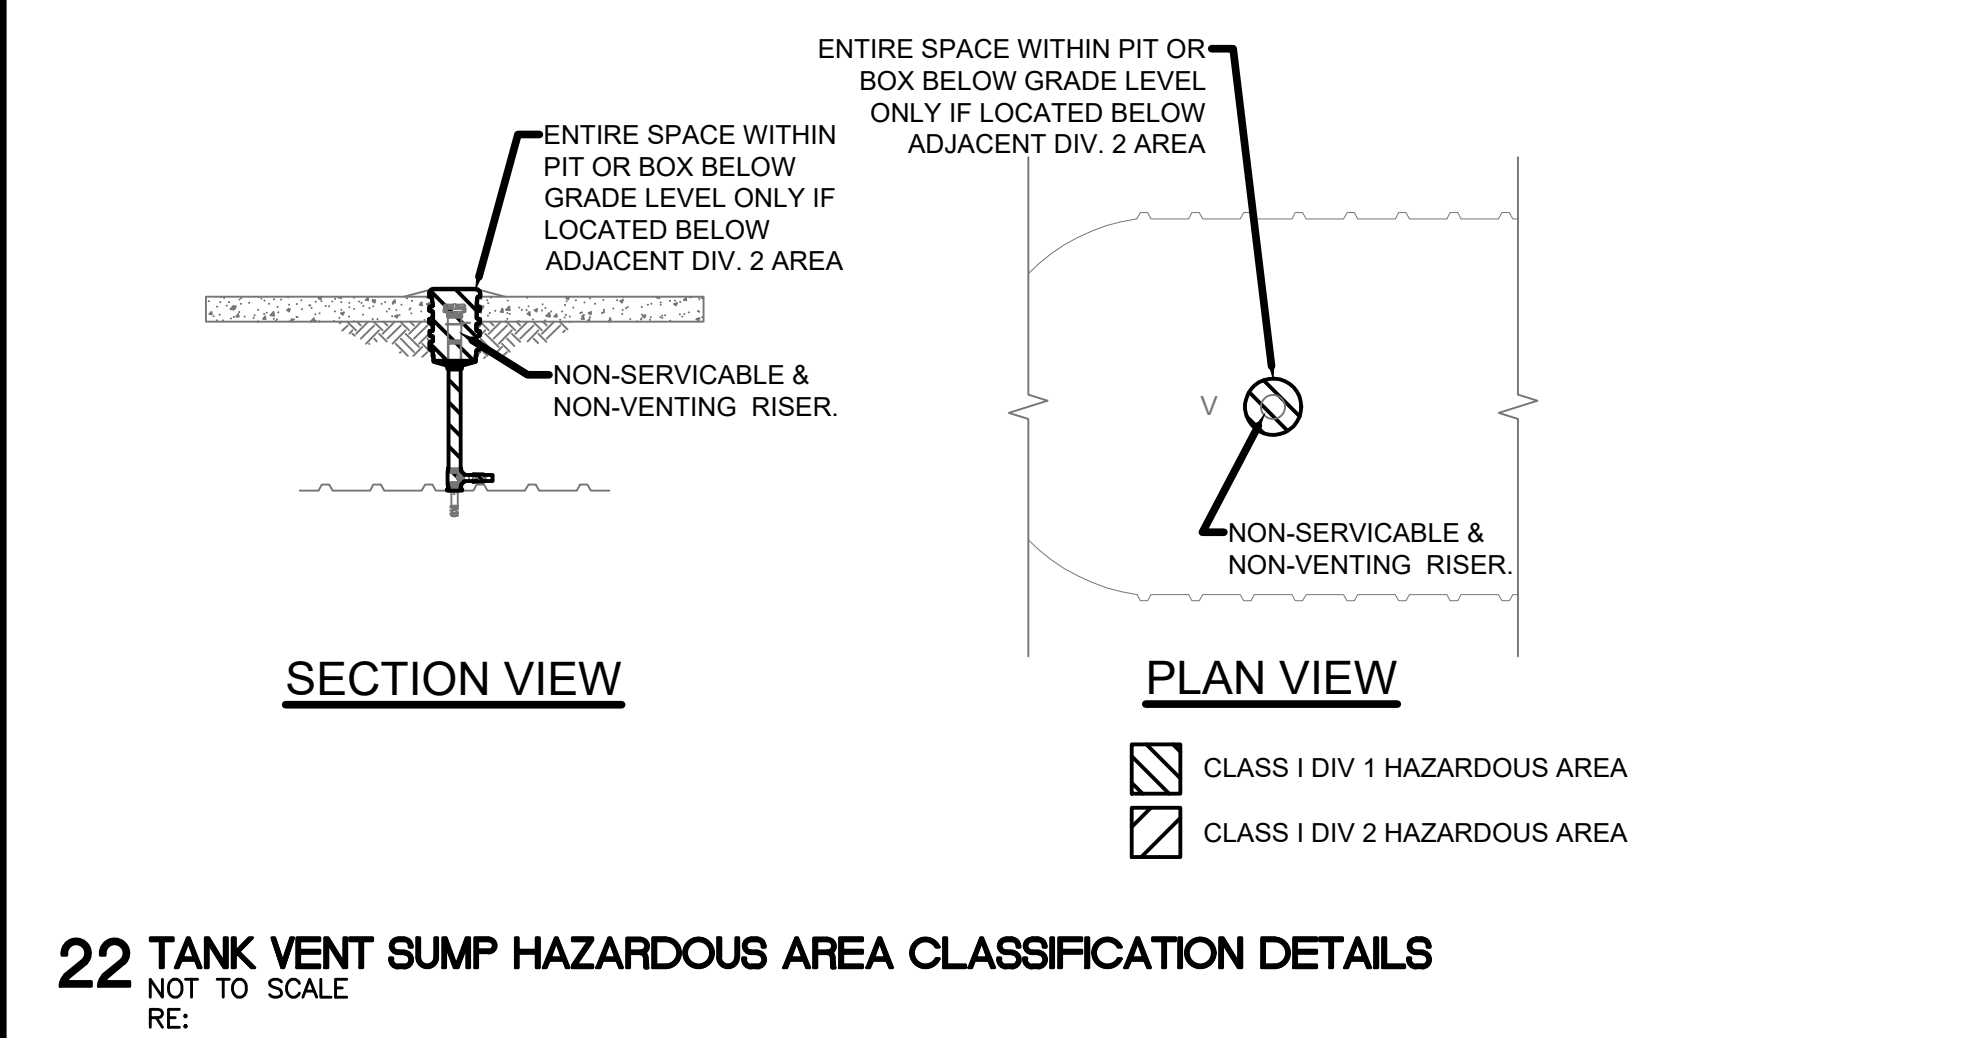 ENTIRE SPACE WITHIN PIT OR
BOX BELOW GRADE LEVEL
ONLY IF LOCATED BELOW
ADJACENT DIV. 2 AREA
ENTIRE SPACE WITHIN
PIT OR BOX BELOW
GRADE LEVEL ONLY IF
LOCATED BELOW
ADJACENT DIV. 2 AREA
NON-SERVICABLE &
NON-VENTING RISER.
V
NON-SERVICABLE &
NON-VENTING RISER.
SECTION VIEW
PLAN VIEW
CLASS I DIV 1 HAZARDOUS AREA
CLASS I DIV 2 HAZARDOUS AREA
22 TANK VENT SUMP HAZARDOUS AREA CLASSIFICATION DETAILS
NOT TO SCALE
RE: